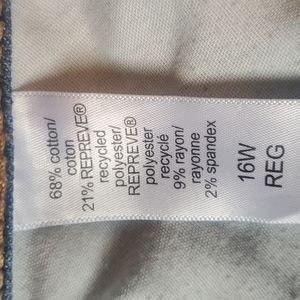 68% cotton/
coton
21% REPREVE®
recycled
polyester/
REPREVE®
polyester
recyclé
9% rayon/
rayonne
2% spandex
16W
REG